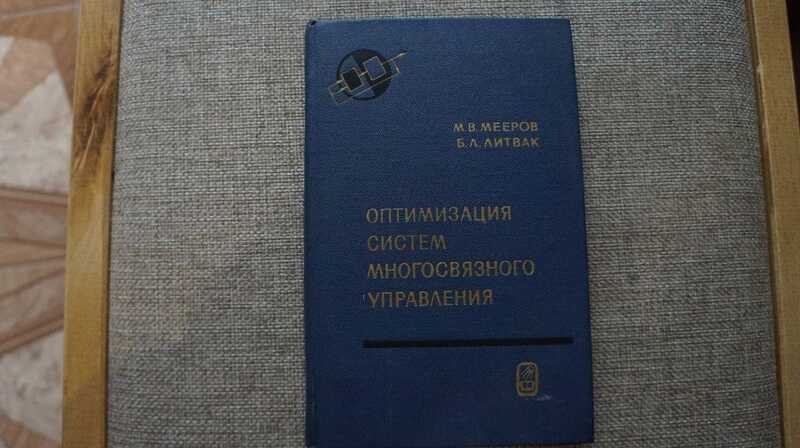 М.В.МЕЕРОВ
Б.Л.ЛИТВАК
ОПТИМИЗАЦИЯ
СИСТЕМ
МНОГОСВЯЗНОГО
УПРАВЛЕНИЯ